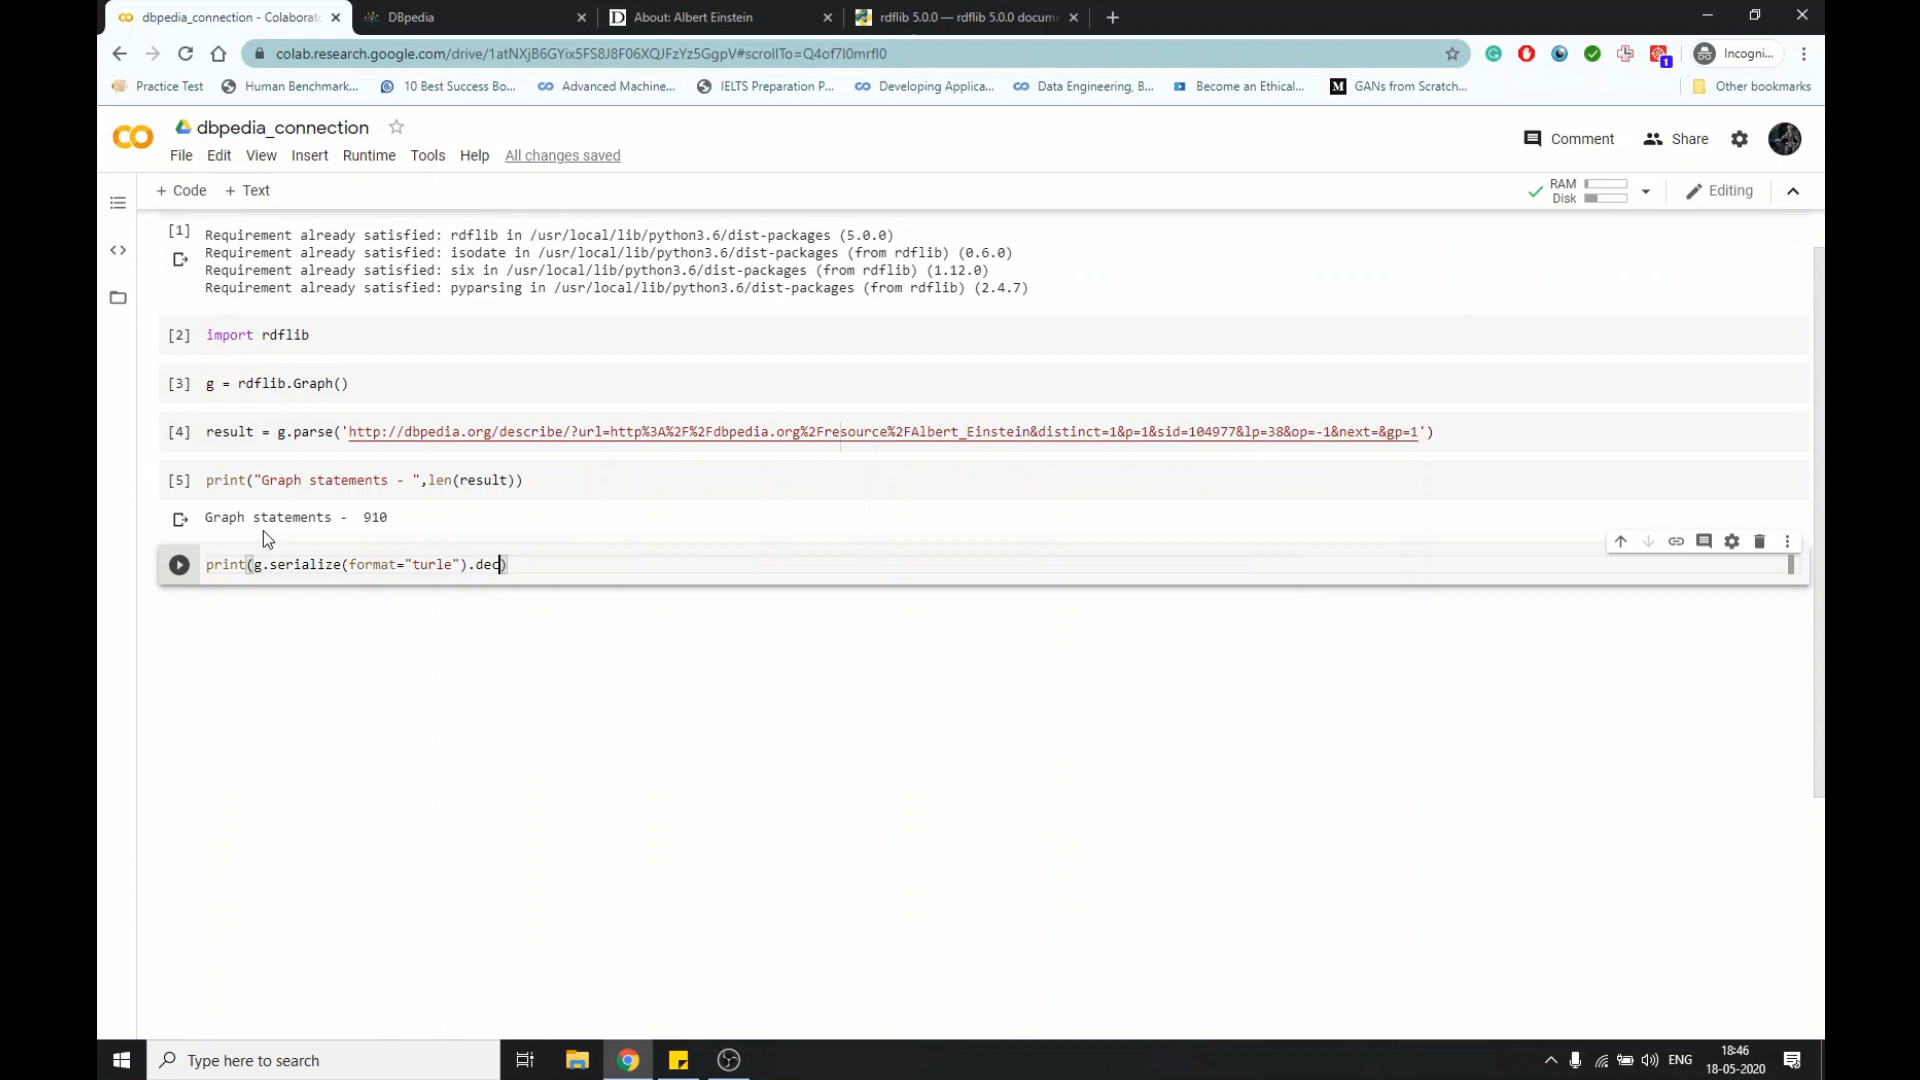 dbpedia_connection - Colaborato
DBpedia
About: Albert Einstein
rdflib 5.0.0 — rdflib 5.0.0 docum
colab.research.google.com/drive/1atNXjB6GYix5FS8J8F06XQJFzYz5GgpV#scrollTo=Q4of7I0mrfI0
1
Incogni...
Practice Test
Human Benchmark...
10 Best Success Bo...
Advanced Machine...
IELTS Preparation P...
Developing Applica...
Data Engineering, B...
Become an Ethical...
M
GANs from Scratch...
Other bookmarks
dbpedia_connection
Comment
Share
File Edit View Insert Runtime Tools Help All changes saved
+ Code + Text
RAM
Disk
Editing
[1]
Requirement already satisfied: rdflib in /usr/local/lib/python3.6/dist-packages (5.0.0)
Requirement already satisfied: isodate in /usr/local/lib/python3.6/dist-packages (from rdflib) (0.6.0)
Requirement already satisfied: six in /usr/local/lib/python3.6/dist-packages (from rdflib) (1.12.0)
Requirement already satisfied: pyparsing in /usr/local/lib/python3.6/dist-packages (from rdflib) (2.4.7)
[2] import rdflib
[3] g = rdflib.Graph()
[4] result = g.parse('http://dbpedia.org/describe/?url=http%3A%2F%2Fdbpedia.org%2Fresource%2FAlbert_Einstein&distinct=1&p=1&sid=104977&lp=38&op=-1&next=&gp=1')
[5] print("Graph statements - ",len(result))
Graph statements -  910
print(g.serialize(format="turle").dec)
Type here to search
ENG
18:46
18-05-2020